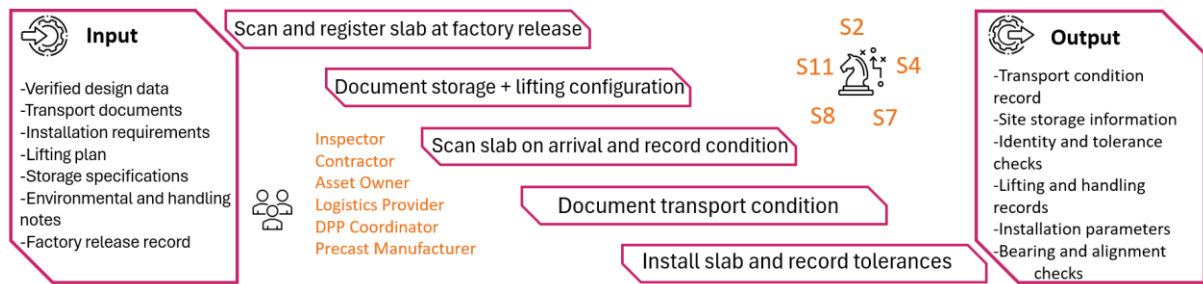 Input
-Verified design data
-Transport documents
-Installation requirements
-Lifting plan
-Storage specifications
-Environmental and handling
notes
-Factory release record
Scan and register slab at factory release
Document storage + lifting configuration
Scan slab on arrival and record condition
Document transport condition
Install slab and record tolerances
Inspector
Contractor
Asset Owner
Logistics Provider
DPP Coordinator
Precast Manufacturer
S2
S11
S4
S8
S7
Output
-Transport condition
record
-Site storage information
-Identity and tolerance
checks
-Lifting and handling
records
-Installation parameters
-Bearing and alignment
checks